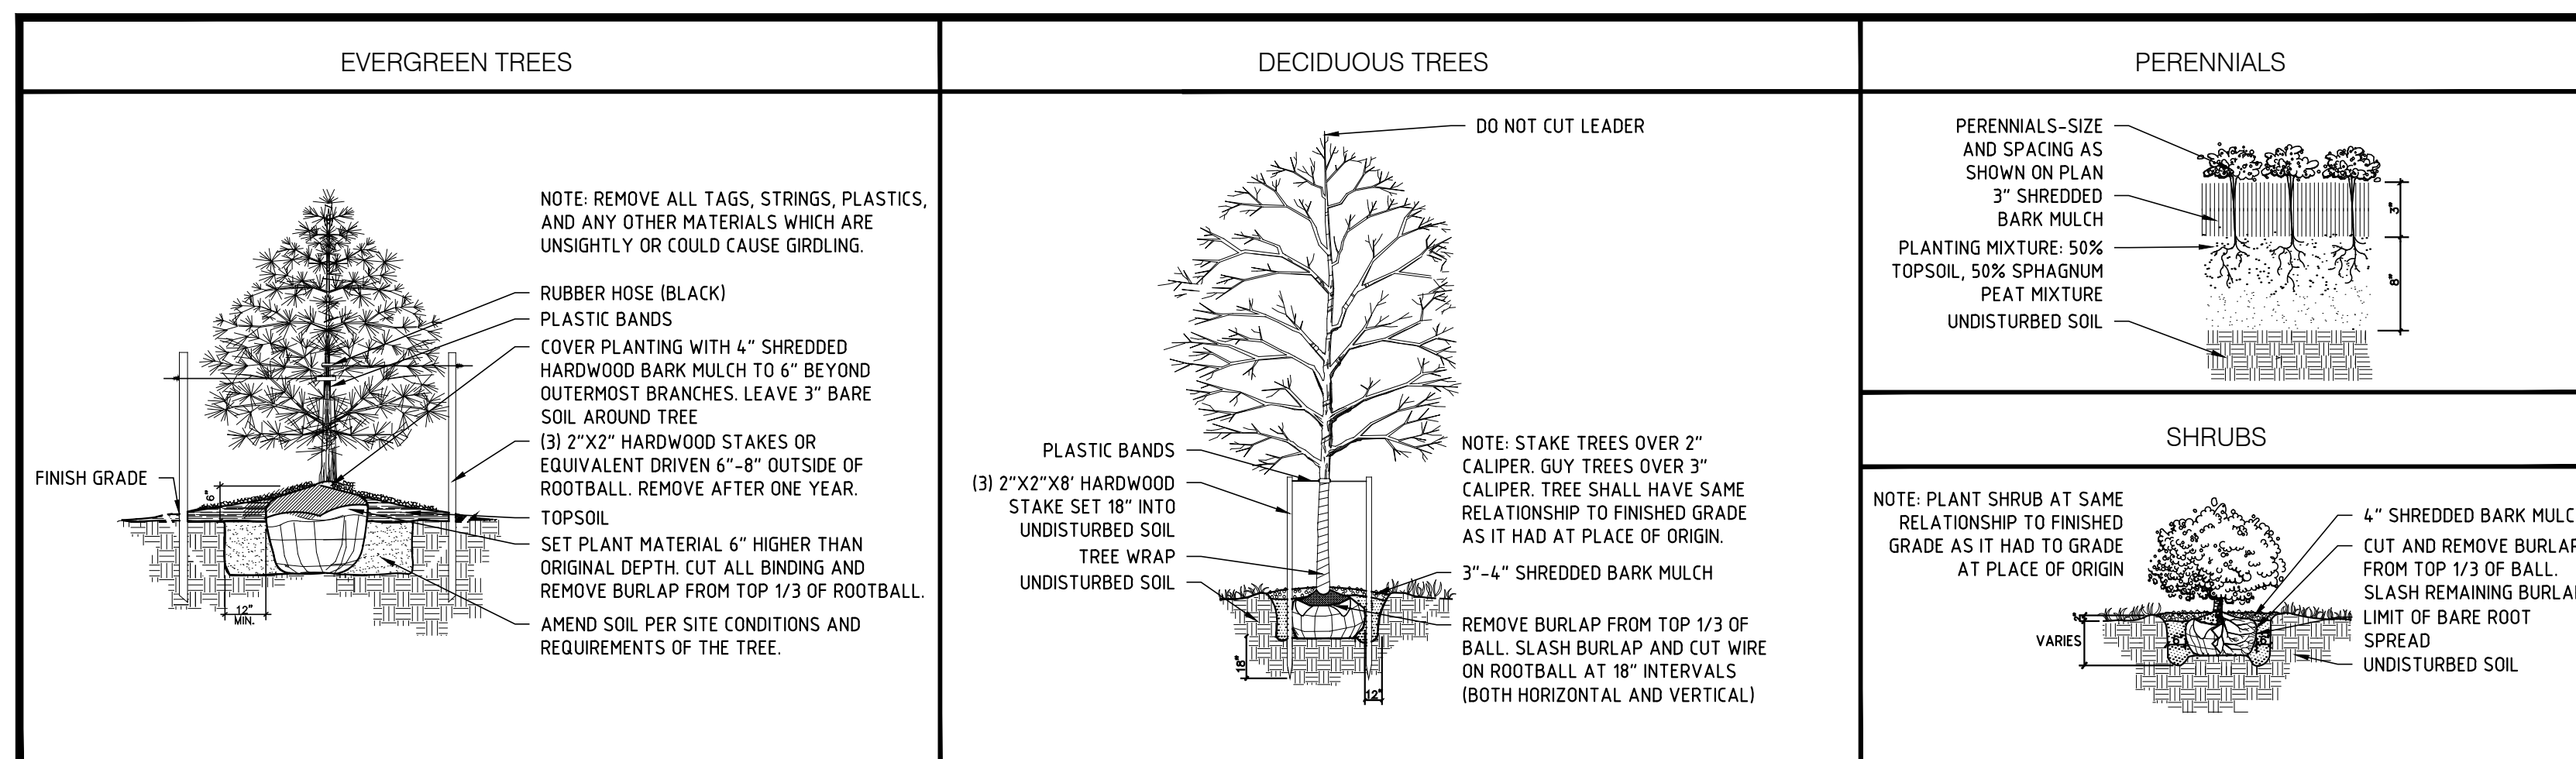 EVERGREEN TREES
NOTE: REMOVE ALL TAGS, STRINGS, PLASTICS,
AND ANY OTHER MATERIALS WHICH ARE
UNSIGHTLY OR COULD CAUSE GIRDLING.
RUBBER HOSE (BLACK)
PLASTIC BANDS
COVER PLANTING WITH 4" SHREDDED
HARDWOOD BARK MULCH TO 6" BEYOND
OUTERMOST BRANCHES. LEAVE 3" BARE
SOIL AROUND TREE
(3) 2"X2" HARDWOOD STAKES OR
EQUIVALENT DRIVEN 6"-8" OUTSIDE OF
ROOTBALL. REMOVE AFTER ONE YEAR.
FINISH GRADE
6"
TOPSOIL
SET PLANT MATERIAL 6" HIGHER THAN
ORIGINAL DEPTH. CUT ALL BINDING AND
REMOVE BURLAP FROM TOP 1/3 OF ROOTBALL.
12"
MIN.
AMEND SOIL PER SITE CONDITIONS AND
REQUIREMENTS OF THE TREE.
DECIDUOUS TREES
DO NOT CUT LEADER
PLASTIC BANDS
(3) 2"X2"X8' HARDWOOD
STAKE SET 18" INTO
UNDISTURBED SOIL
TREE WRAP
UNDISTURBED SOIL
NOTE: STAKE TREES OVER 2"
CALIPER. GUY TREES OVER 3"
CALIPER. TREE SHALL HAVE SAME
RELATIONSHIP TO FINISHED GRADE
AS IT HAD AT PLACE OF ORIGIN.
3"-4" SHREDDED BARK MULCH
REMOVE BURLAP FROM TOP 1/3 OF
BALL. SLASH BURLAP AND CUT WIRE
ON ROOTBALL AT 18" INTERVALS
(BOTH HORIZONTAL AND VERTICAL)
18"
12"
PERENNIALS
PERENNIALS-SIZE
AND SPACING AS
SHOWN ON PLAN
3" SHREDDED
BARK MULCH
PLANTING MIXTURE: 50%
TOPSOIL, 50% SPHAGNUM
PEAT MIXTURE
UNDISTURBED SOIL
3"
8"
SHRUBS
NOTE: PLANT SHRUB AT SAME
RELATIONSHIP TO FINISHED
GRADE AS IT HAD TO GRADE
AT PLACE OF ORIGIN
VARIES
4" SHREDDED BARK MULC
CUT AND REMOVE BURLAP
FROM TOP 1/3 OF BALL.
SLASH REMAINING BURLA
LIMIT OF BARE ROOT
SPREAD
UNDISTURBED SOIL